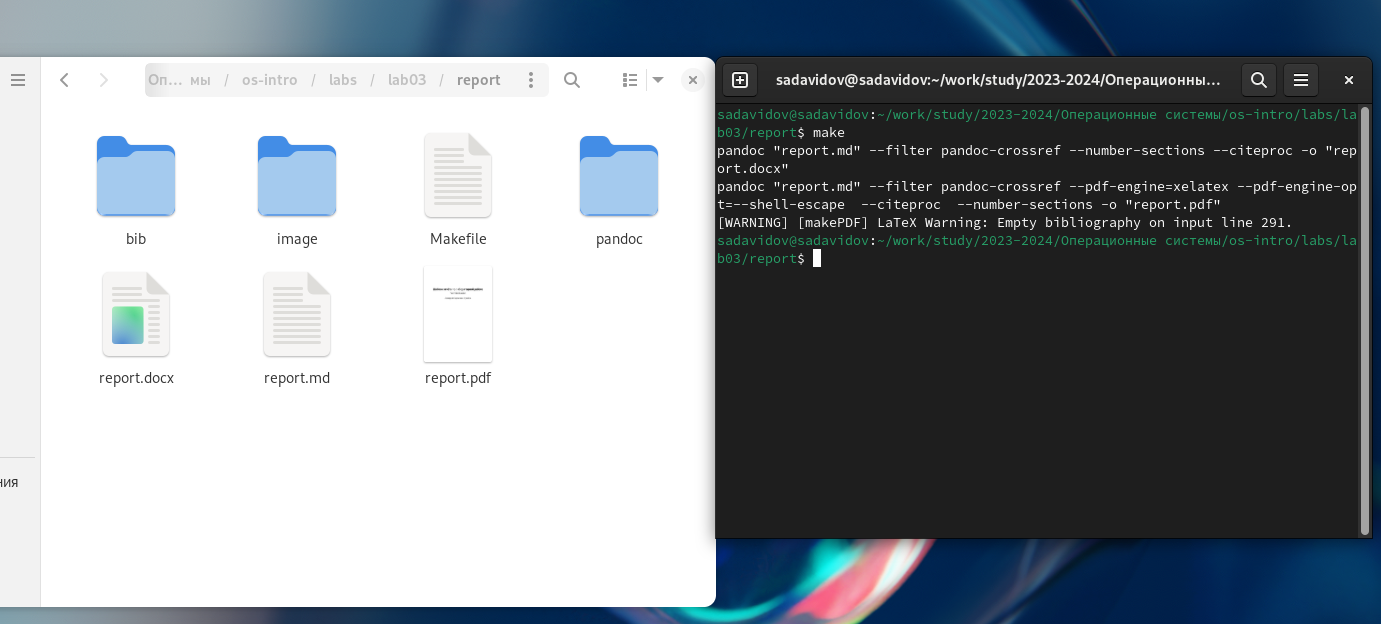 Оп… мы / os-intro / labs / lab03 / report
bib
image
Makefile
pandoc
report.docx
report.md
report.pdf
ния
sadavidov@sadavidov:~/work/study/2023-2024/Операционны…
sadavidov@sadavidov:~/work/study/2023-2024/Операционные системы/os-intro/labs/la
b03/report$ make
pandoc "report.md" --filter pandoc-crossref --number-sections --citeproc -o "rep
ort.docx"
pandoc "report.md" --filter pandoc-crossref --pdf-engine=xelatex --pdf-engine-op
t=--shell-escape  --citeproc  --number-sections -o "report.pdf"
[WARNING] [makePDF] LaTeX Warning: Empty bibliography on input line 291.
sadavidov@sadavidov:~/work/study/2023-2024/Операционные системы/os-intro/labs/la
b03/report$